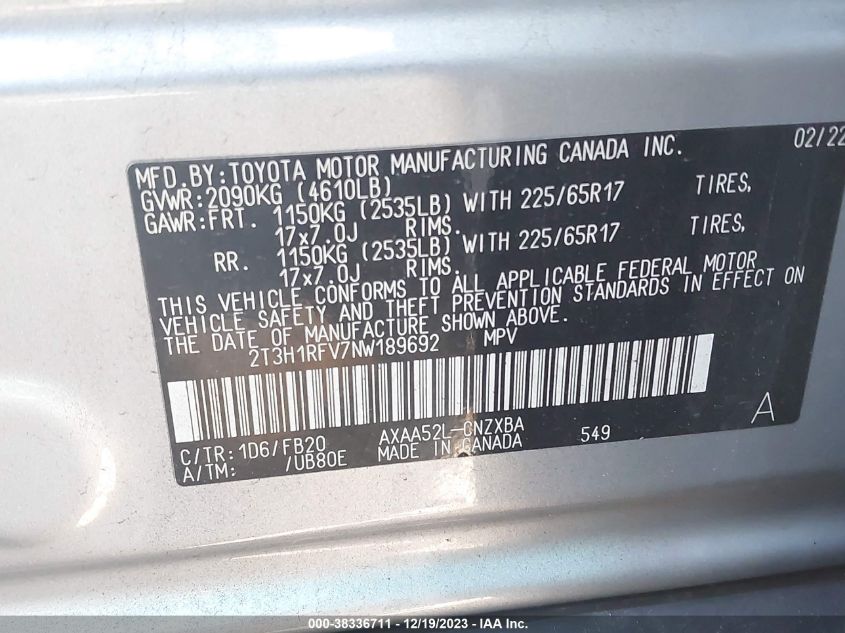 MFD. BY: TOYOTA MOTOR MANUFACTURING CANADA INC. 02/22
GVWR: 2090KG (4610LB)
GAWR: FRT. 1150KG (2535LB) WITH 225/65R17 TIRES,
17x7.0J RIMS.
RR. 1150KG (2535LB) WITH 225/65R17 TIRES,
17x7.0J RIMS.
THIS VEHICLE CONFORMS TO ALL APPLICABLE FEDERAL MOTOR
VEHICLE SAFETY AND THEFT PREVENTION STANDARDS IN EFFECT ON
THE DATE OF MANUFACTURE SHOWN ABOVE.
2T3H1RFV7NW189692 MPV
A
C/TR: 1D6/FB20 AXAA52L-CNZXBA 549
A/TM: /UB80E MADE IN CANADA
000-38336711 - 12/19/2023 - IAA Inc.